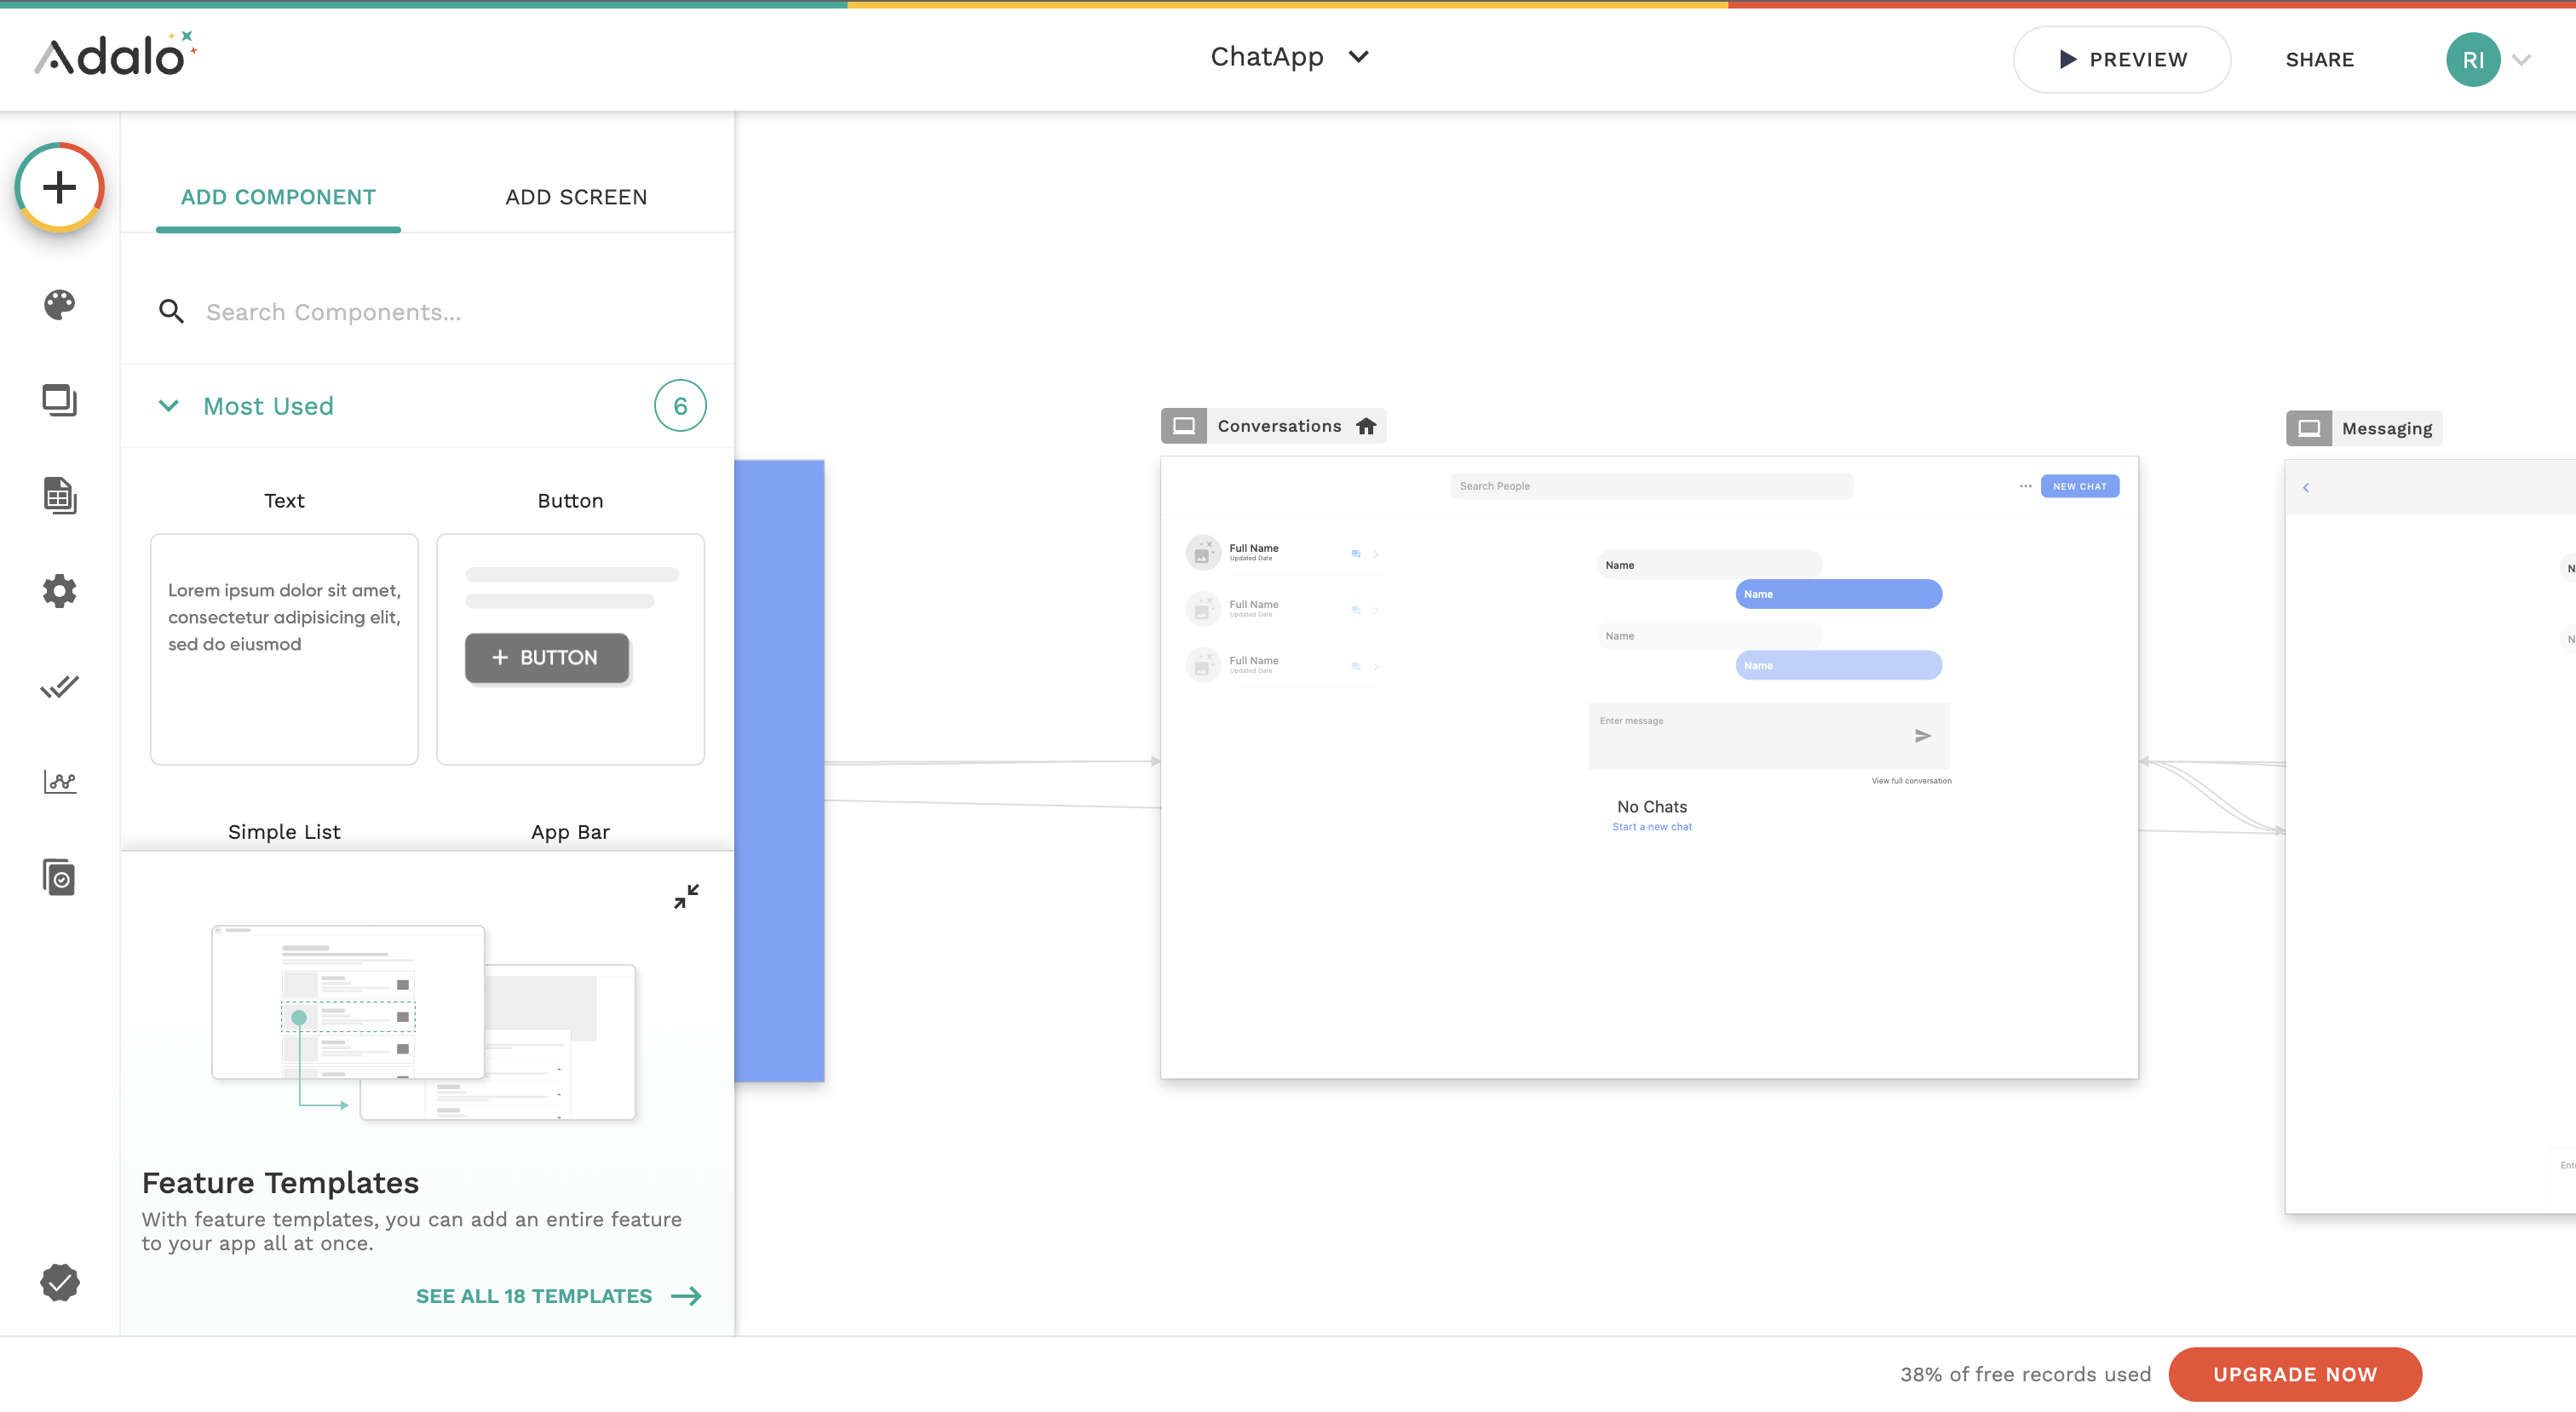 Adalo
ChatApp
PREVIEW
SHARE
RI
ADD COMPONENT
ADD SCREEN
Search Components...
Most Used
6
Text
Button
Lorem ipsum dolor sit amet,
consectetur adipisicing elit,
sed do eiusmod
+ BUTTON
Simple List
App Bar
Feature Templates
With feature templates, you can add an entire feature
to your app all at once.
SEE ALL 18 TEMPLATES
Conversations
Search People
NEW CHAT
Full Name
Updated Date
Full Name
Updated Date
Full Name
Updated Date
Name
Name
Name
Name
Enter message
View full conversation
No Chats
Start a new chat
Messaging
N
N
Ent
38% of free records used
UPGRADE NOW